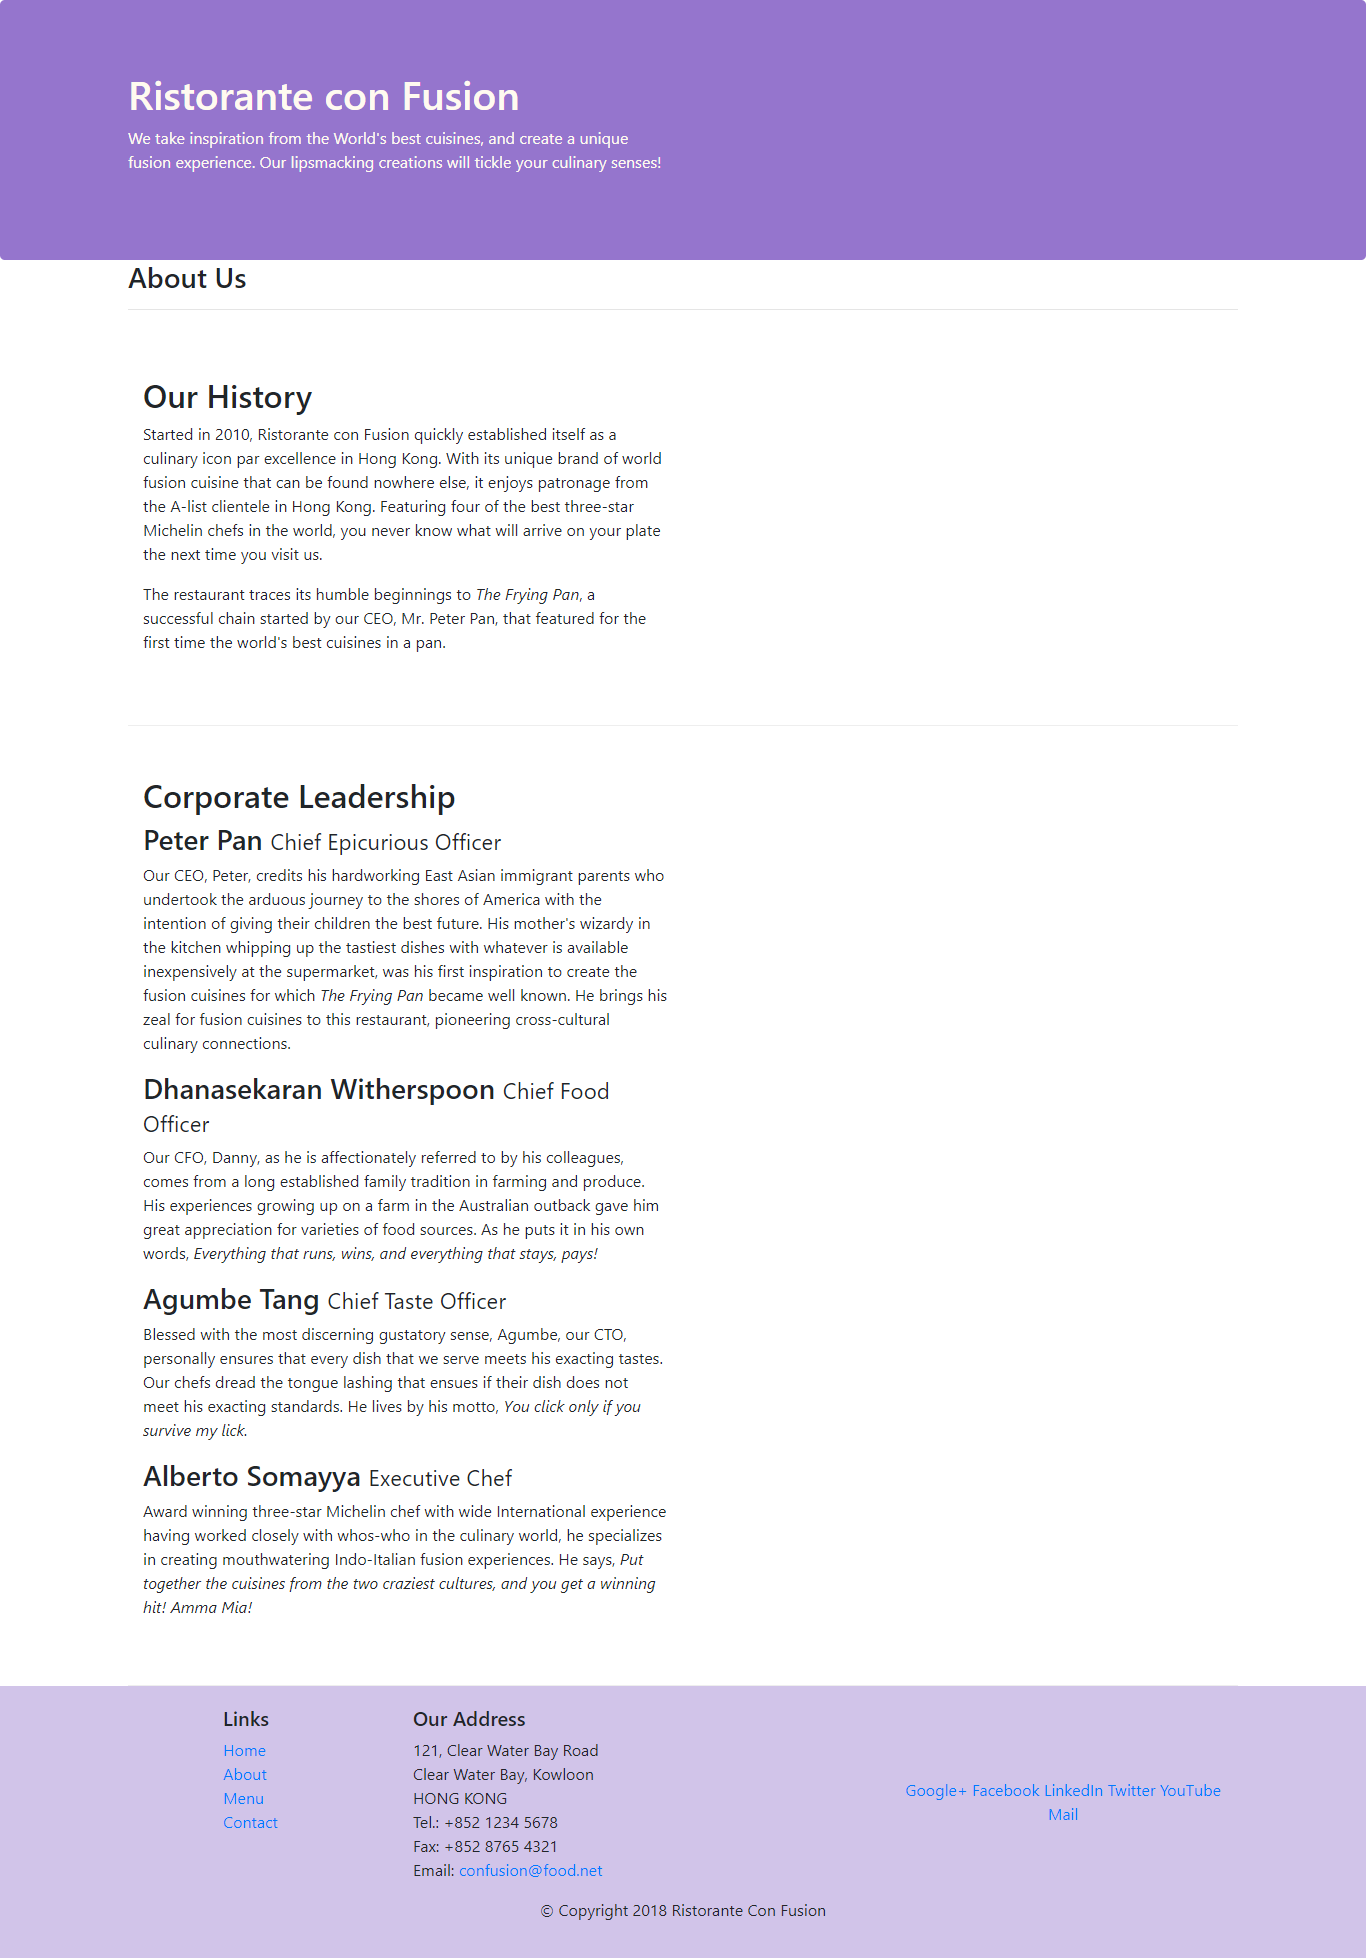 Ristorante con Fusion
We take inspiration from the World's best cuisines, and create a unique
fusion experience. Our lipsmacking creations will tickle your culinary senses!
About Us
Our History
Started in 2010, Ristorante con Fusion quickly established itself as a
culinary icon par excellence in Hong Kong. With its unique brand of world
fusion cuisine that can be found nowhere else, it enjoys patronage from
the A-list clientele in Hong Kong. Featuring four of the best three-star
Michelin chefs in the world, you never know what will arrive on your plate
the next time you visit us.
The restaurant traces its humble beginnings to The Frying Pan, a
successful chain started by our CEO, Mr. Peter Pan, that featured for the
first time the world's best cuisines in a pan.
Corporate Leadership
Peter Pan Chief Epicurious Officer
Our CEO, Peter, credits his hardworking East Asian immigrant parents who
undertook the arduous journey to the shores of America with the
intention of giving their children the best future. His mother's wizardy in
the kitchen whipping up the tastiest dishes with whatever is available
inexpensively at the supermarket, was his first inspiration to create the
fusion cuisines for which The Frying Pan became well known. He brings his
zeal for fusion cuisines to this restaurant, pioneering cross-cultural
culinary connections.
Dhanasekaran Witherspoon Chief Food
Officer
Our CFO, Danny, as he is affectionately referred to by his colleagues,
comes from a long established family tradition in farming and produce.
His experiences growing up on a farm in the Australian outback gave him
great appreciation for varieties of food sources. As he puts it in his own
words, Everything that runs, wins, and everything that stays, pays!
Agumbe Tang Chief Taste Officer
Blessed with the most discerning gustatory sense, Agumbe, our CTO,
personally ensures that every dish that we serve meets his exacting tastes.
Our chefs dread the tongue lashing that ensues if their dish does not
meet his exacting standards. He lives by his motto, You click only if you
survive my lick.
Alberto Somayya Executive Chef
Award winning three-star Michelin chef with wide International experience
having worked closely with whos-who in the culinary world, he specializes
in creating mouthwatering Indo-Italian fusion experiences. He says, Put
together the cuisines from the two craziest cultures, and you get a winning
hit! Amma Mia!
Links
Home
About
Menu
Contact
Our Address
121, Clear Water Bay Road
Clear Water Bay, Kowloon
HONG KONG
Tel.: +852 1234 5678
Fax: +852 8765 4321
Email: confusion@food.net
Google+ Facebook LinkedIn Twitter YouTube
Mail
© Copyright 2018 Ristorante Con Fusion